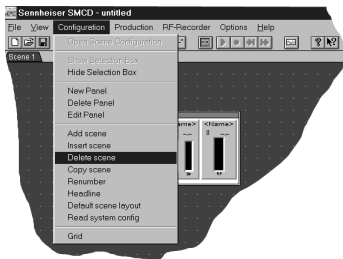 Sennheiser SMCD - untitled
File View Configuration Production RF-Recorder Options Help
Open Scene Configuration
Scene 1
Show Selection Box
Hide Selection Box
New Panel
Delete Panel
Edit Panel
Add scene
Insert scene
Delete scene
Copy scene
Renumber
Headline
Default scene layout
Read system config
Grid
<Name>